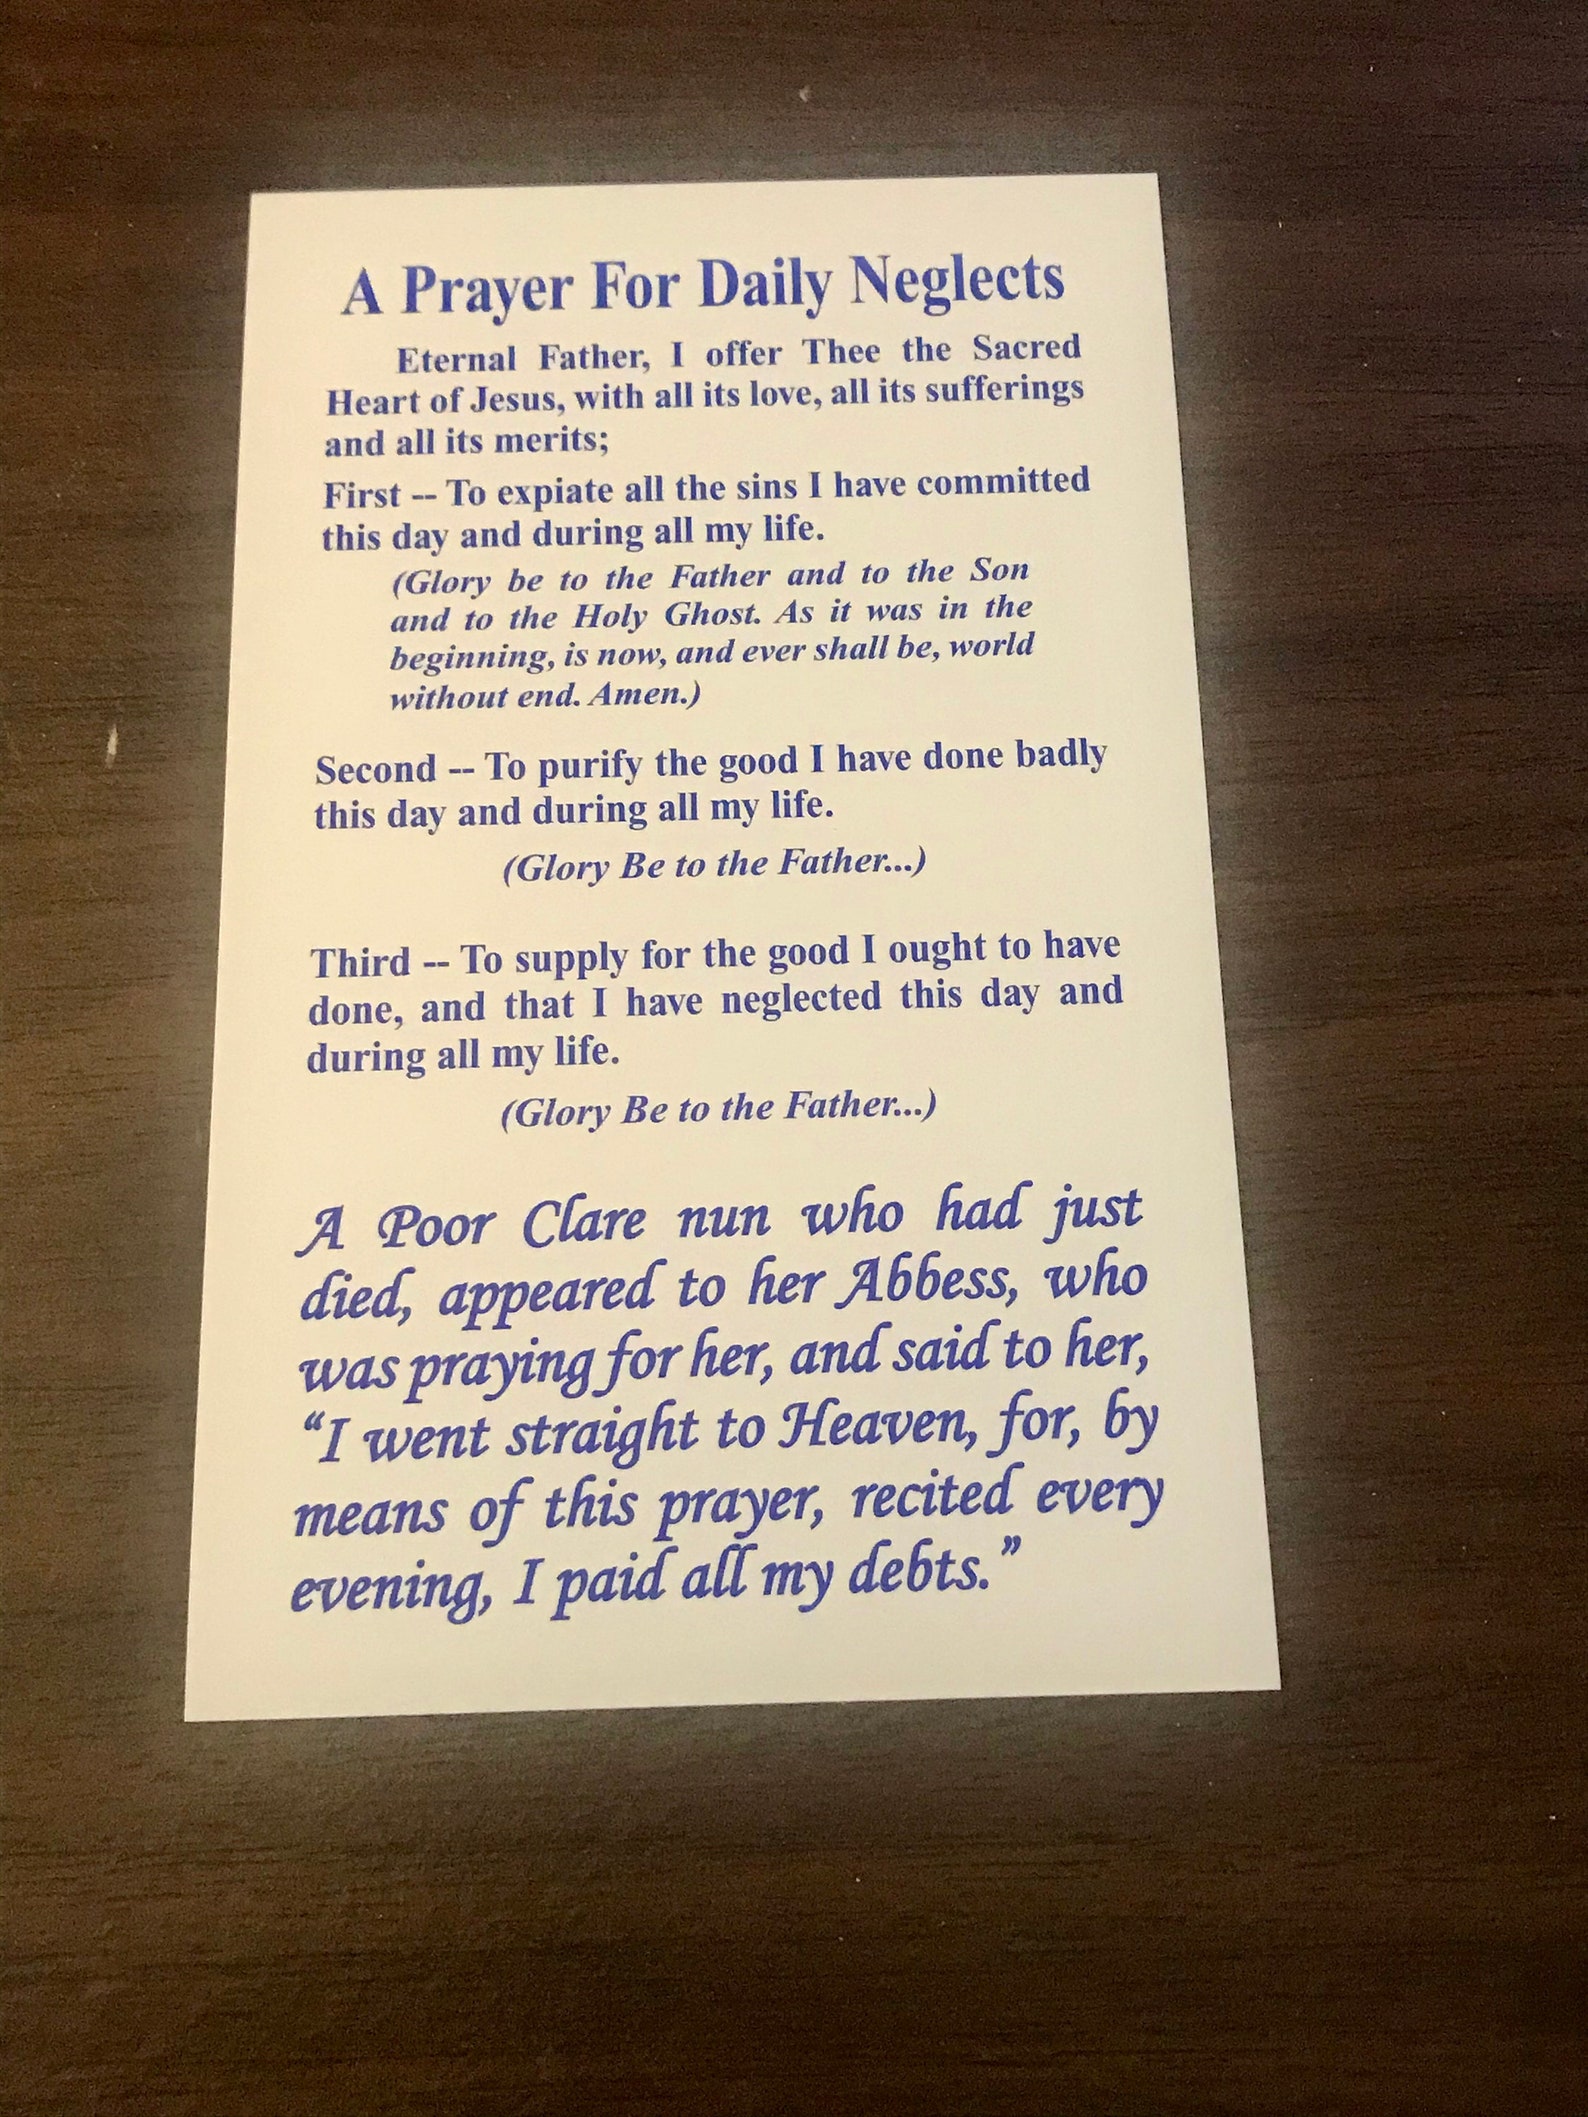 A Prayer For Daily Neglects
Eternal Father, I offer Thee the Sacred
Heart of Jesus, with all its love, all its sufferings
and all its merits;
First -- To expiate all the sins I have committed
this day and during all my life.
(Glory be to the Father and to the Son
and to the Holy Ghost. As it was in the
beginning, is now, and ever shall be, world
without end. Amen.)
Second -- To purify the good I have done badly
this day and during all my life.
(Glory Be to the Father...)
Third -- To supply for the good I ought to have
done, and that I have neglected this day and
during all my life.
(Glory Be to the Father...)
A Poor Clare nun who had just
died, appeared to her Abbess, who
was praying for her, and said to her,
“I went straight to Heaven, for, by
means of this prayer, recited every
evening, I paid all my debts.”